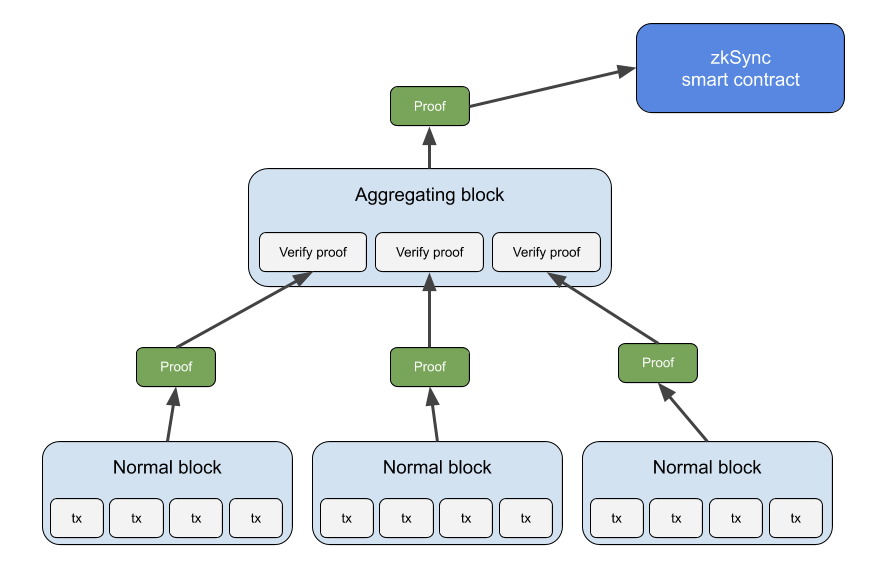 zkSync
smart contract
Proof
Aggregating block
Verify proof
Verify proof
Verify proof
Proof
Proof
Proof
Normal block
Normal block
Normal block
tx
tx
tx
tx
tx
tx
tx
tx
tx
tx
tx
tx